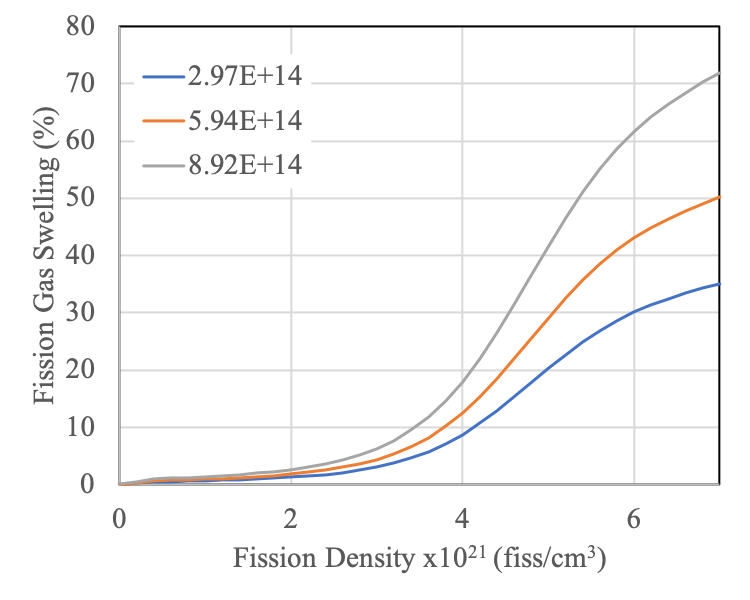 80
70
60
50
40
30
20
10
0
Fission Gas Swelling (%)
2.97E+14
5.94E+14
8.92E+14
0 2 4 6
Fission Density x10²¹ (fiss/cm³)